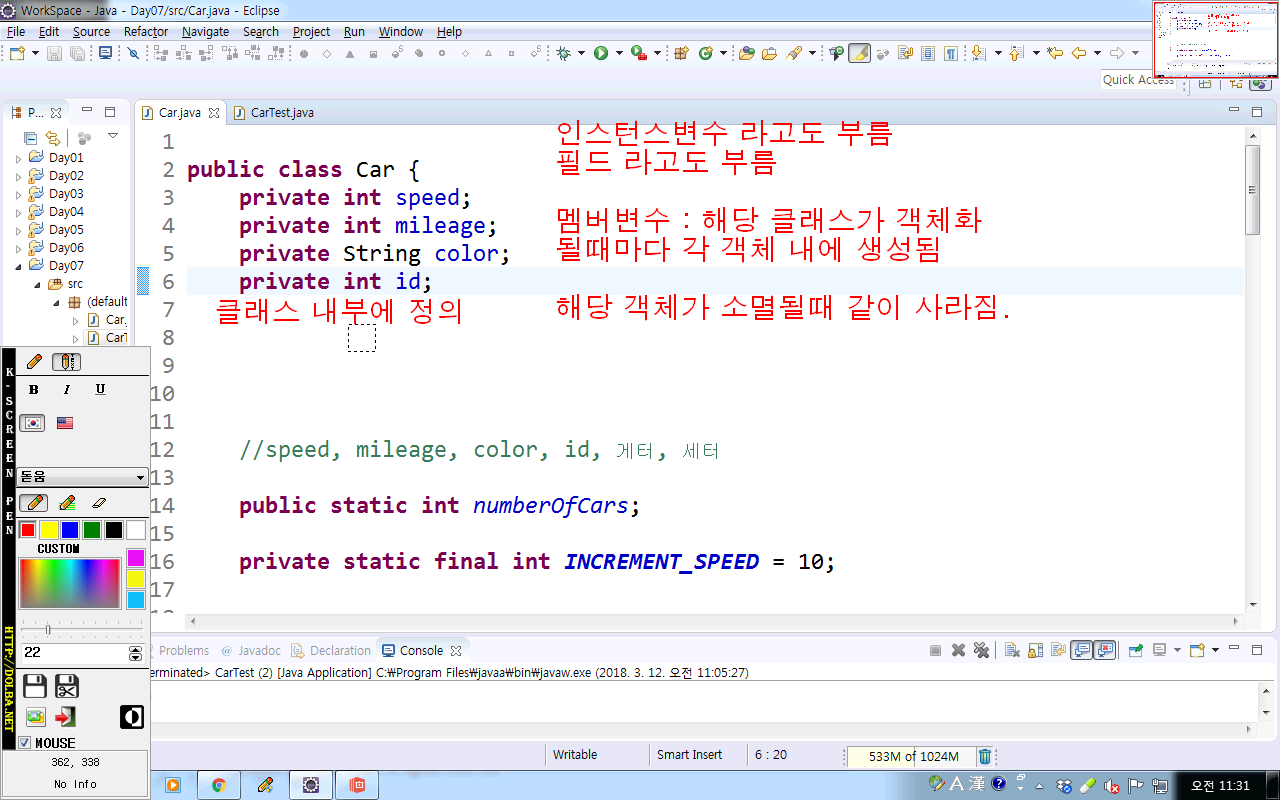 WorkSpace - Java - Day07/src/Car.java - Eclipse
File Edit Source Refactor Navigate Search Project Run Window Help
Quick Access
P...
Car.java
CarTest.java
Day01
Day02
Day03
Day04
Day05
Day06
Day07
src
(default
Car.
CarT
1
2 public class Car {
3 private int speed;
4 private int mileage;
5 private String color;
6 private int id;
7
8
9
10
11
12 //speed, mileage, color, id, 게터, 세터
13
14 public static int numberOfCars;
15
16 private static final int INCREMENT_SPEED = 10;
17
인스턴스변수 라고도 부름
필드 라고도 부름
멤버변수 : 해당 클래스가 객체화
될때마다 각 객체 내에 생성됨
클래스 내부에 정의
해당 객체가 소멸될때 같이 사라짐.
K-SCREEN PEN
HTTP://DOLBA.NET
B I U
돋움
CUSTOM
22
MOUSE
362, 338
No Info
Problems @ Javadoc Declaration Console
erminated> CarTest (2) [Java Application] C:₩Program Files₩javaa₩bin₩javaw.exe (2018. 3. 12. 오전 11:05:27)
Writable
Smart Insert
6 : 20
533M of 1024M
A 漢
오전 11:31